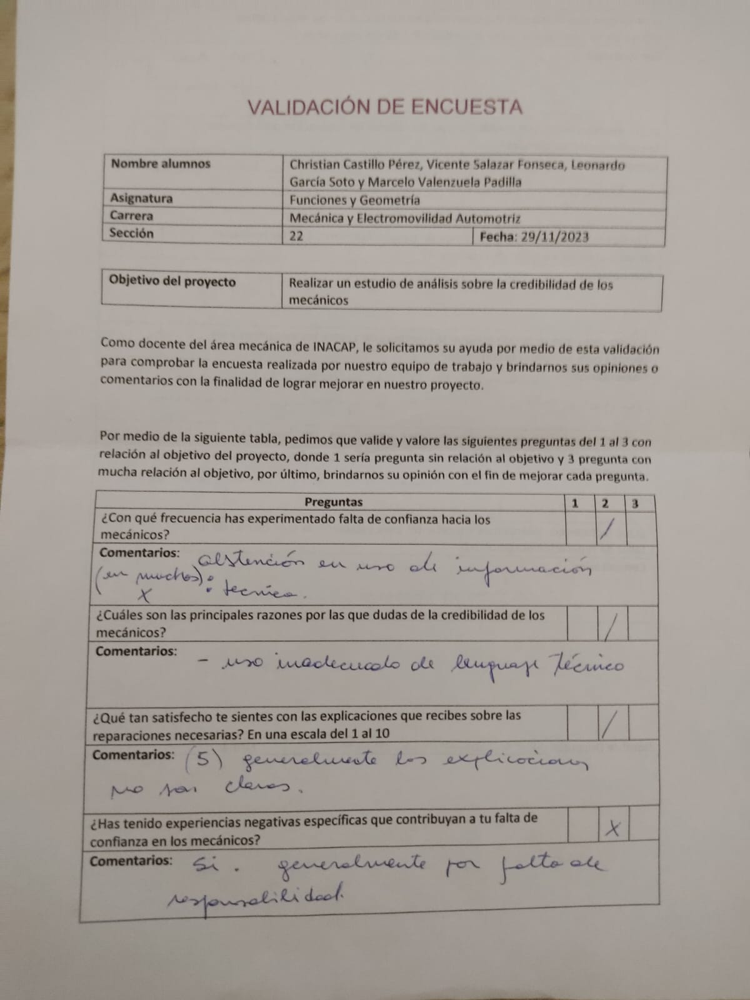 VALIDACIÓN DE ENCUESTA
Nombre alumnos
Christian Castillo Pérez, Vicente Salazar Fonseca, Leonardo
García Soto y Marcelo Valenzuela Padilla
Asignatura
Funciones y Geometría
Carrera
Mecánica y Electromovilidad Automotriz
Sección
22
Fecha: 29/11/2023
Objetivo del proyecto
Realizar un estudio de análisis sobre la credibilidad de los
mecánicos
Como docente del área mecánica de INACAP, le solicitamos su ayuda por medio de esta validación
para comprobar la encuesta realizada por nuestro equipo de trabajo y brindarnos sus opiniones o
comentarios con la finalidad de lograr mejorar en nuestro proyecto.
Por medio de la siguiente tabla, pedimos que valide y valore las siguientes preguntas del 1 al 3 con
relación al objetivo del proyecto, donde 1 sería pregunta sin relación al objetivo y 3 pregunta con
mucha relación al objetivo, por último, brindarnos su opinión con el fin de mejorar cada pregunta.
Preguntas 1 2 3
¿Con qué frecuencia has experimentado falta de confianza hacia los
mecánicos?
/
Comentarios: abstención en uso de información
(en muchos): tecnica.
x
¿Cuáles son las principales razones por las que dudas de la credibilidad de los
mecánicos?
/
Comentarios: - uso inadecuado de lenguaje técnico
¿Qué tan satisfecho te sientes con las explicaciones que recibes sobre las
reparaciones necesarias? En una escala del 1 al 10
/
Comentarios: (5) generalmente las explicaciones
no son claras.
¿Has tenido experiencias negativas específicas que contribuyan a tu falta de
confianza en los mecánicos?
X
Comentarios: Si. generalmente por falta de
responsabilidad.